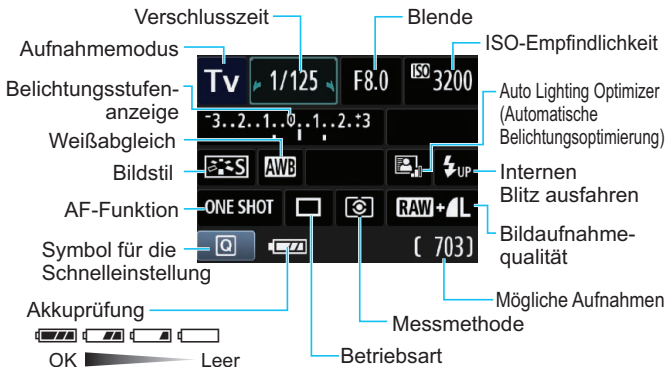 Verschlusszeit
Blende
Aufnahmemodus
ISO-Empfindlichkeit
Tv 1/125 F8.0 ISO 3200
Belichtungsstufen-
anzeige
-3..2..1..0..1..2.:+3
Auto Lighting Optimizer
(Automatische
Belichtungsoptimierung)
Weißabgleich
Bildstil
S AWB UP
Internen
Blitz ausfahren
AF-Funktion
ONE SHOT RAW+L
Bildaufnahme-
qualität
Symbol für die
Schnelleinstellung
Q [ 703]
Akkuprüfung
Mögliche Aufnahmen
Messmethode
OK Leer
Betriebsart